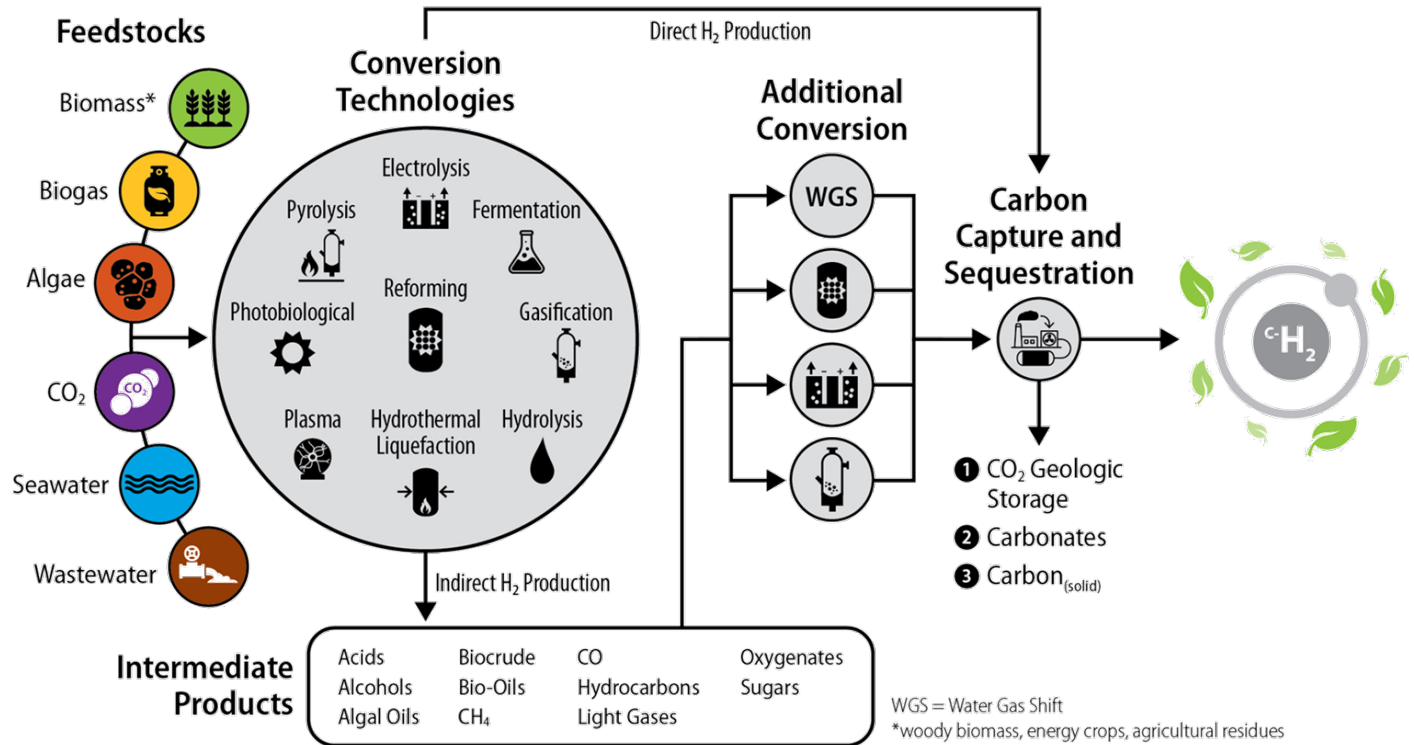 Feedstocks
Biomass*
Biogas
Algae
CO₂
CO₂
Seawater
Wastewater
Conversion
Technologies
Electrolysis
- +
Pyrolysis
Fermentation
Reforming
Photobiological
Gasification
Plasma
Hydrothermal
Liquefaction
Hydrolysis
Direct H₂ Production
Indirect H₂ Production
Intermediate
Products
Acids
Alcohols
Algal Oils
Biocrude
Bio-Oils
CH₄
CO
Hydrocarbons
Light Gases
Oxygenates
Sugars
Additional
Conversion
WGS
- +
Carbon
Capture and
Sequestration
1 CO₂ Geologic
Storage
2 Carbonates
3 Carbon(solid)
C-H₂
WGS = Water Gas Shift
*woody biomass, energy crops, agricultural residues